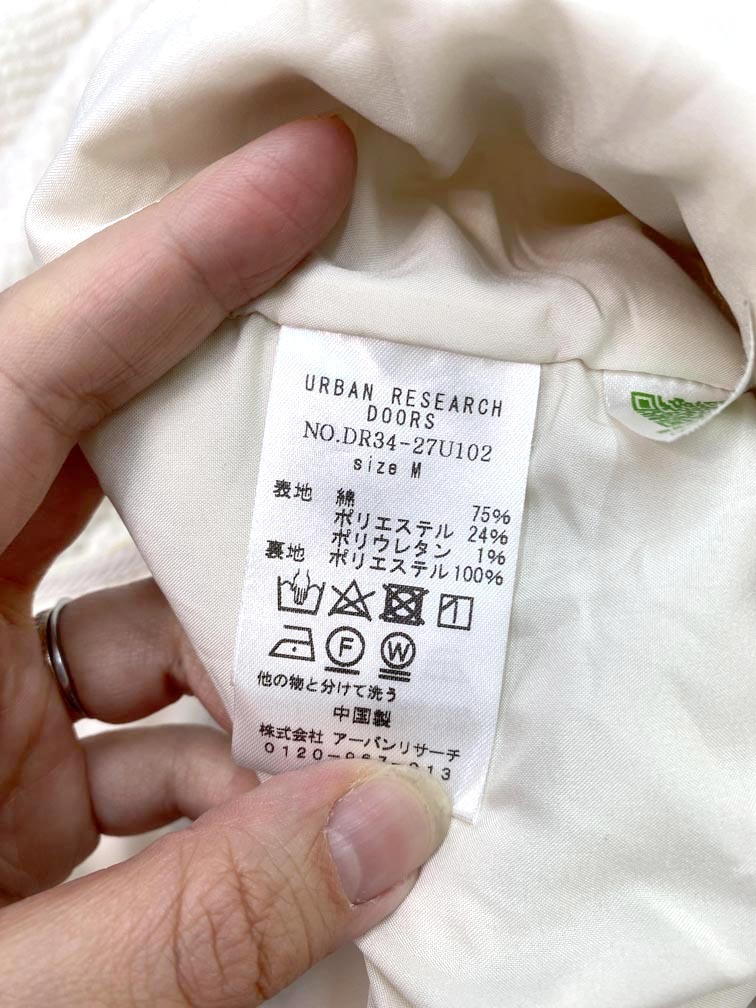 URBAN RESEARCH
DOORS
NO.DR34-27U102
size M
表地 綿 75%
ポリエステル 24%
ポリウレタン 1%
裏地 ポリエステル 100%
F W
他の物と分けて洗う
中国製
株式会社 アーバンリサーチ